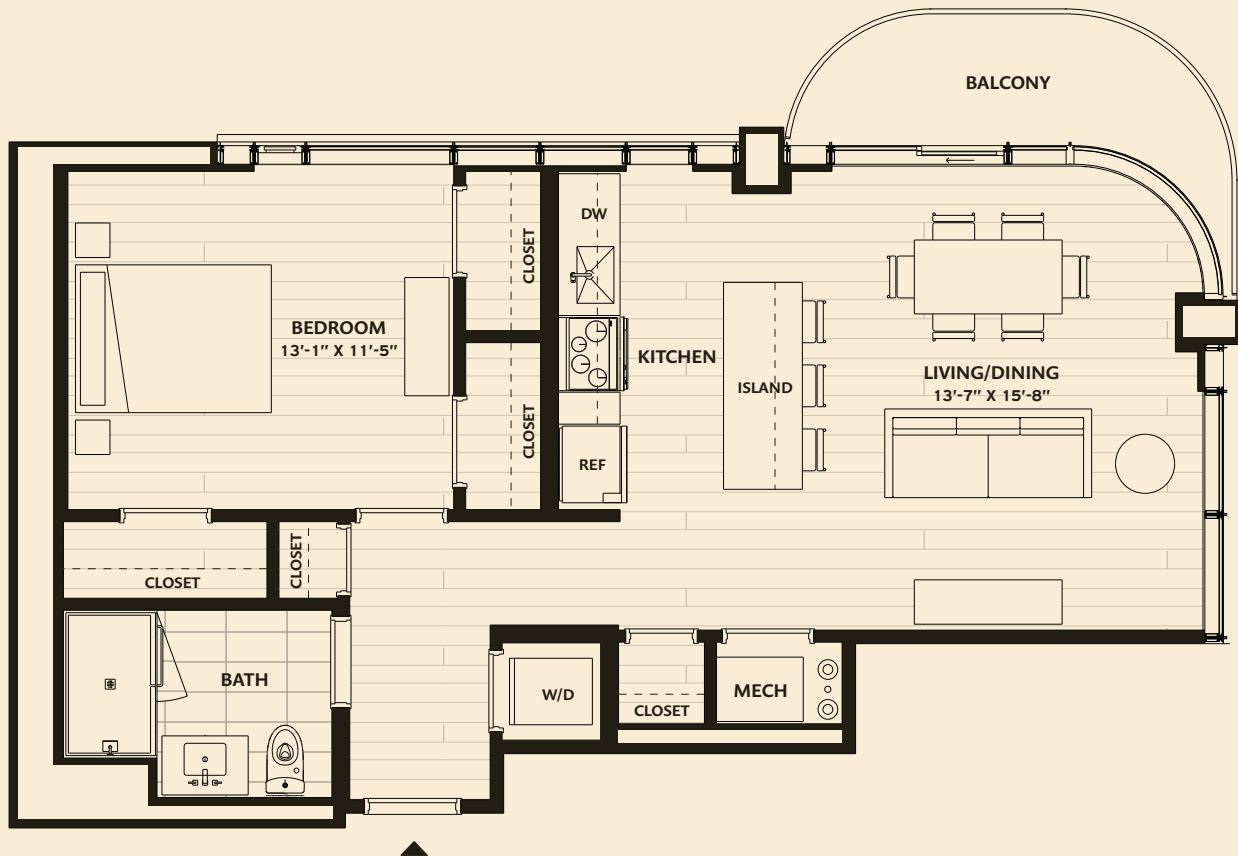 BALCONY
DW
CLOSET
BEDROOM
13'-1" X 11'-5"
KITCHEN
ISLAND
LIVING/DINING
13'-7" X 15'-8"
CLOSET
REF
CLOSET
CLOSET
BATH
W/D
CLOSET
MECH